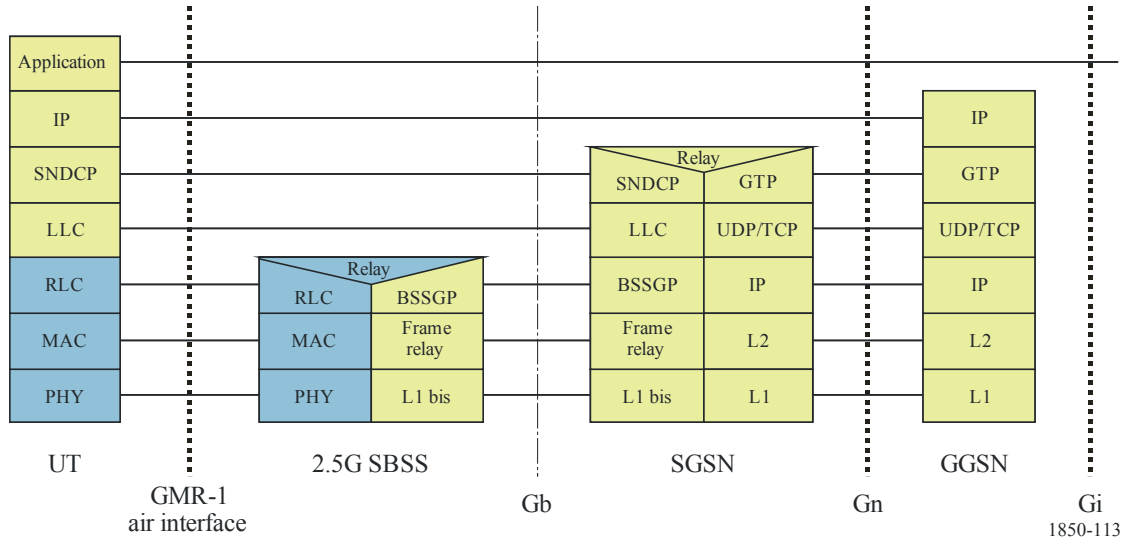 Application
IP
IP
Relay
SNDCP
SNDCP
GTP
GTP
LLC
LLC
UDP/TCP
UDP/TCP
Relay
RLC
RLC
BSSGP
BSSGP
IP
IP
MAC
MAC
Frame
relay
Frame
relay
L2
L2
PHY
PHY
L1 bis
L1 bis
L1
L1
UT
2.5G SBSS
SGSN
GGSN
GMR-1
air interface
Gb
Gn
Gi
1850-113